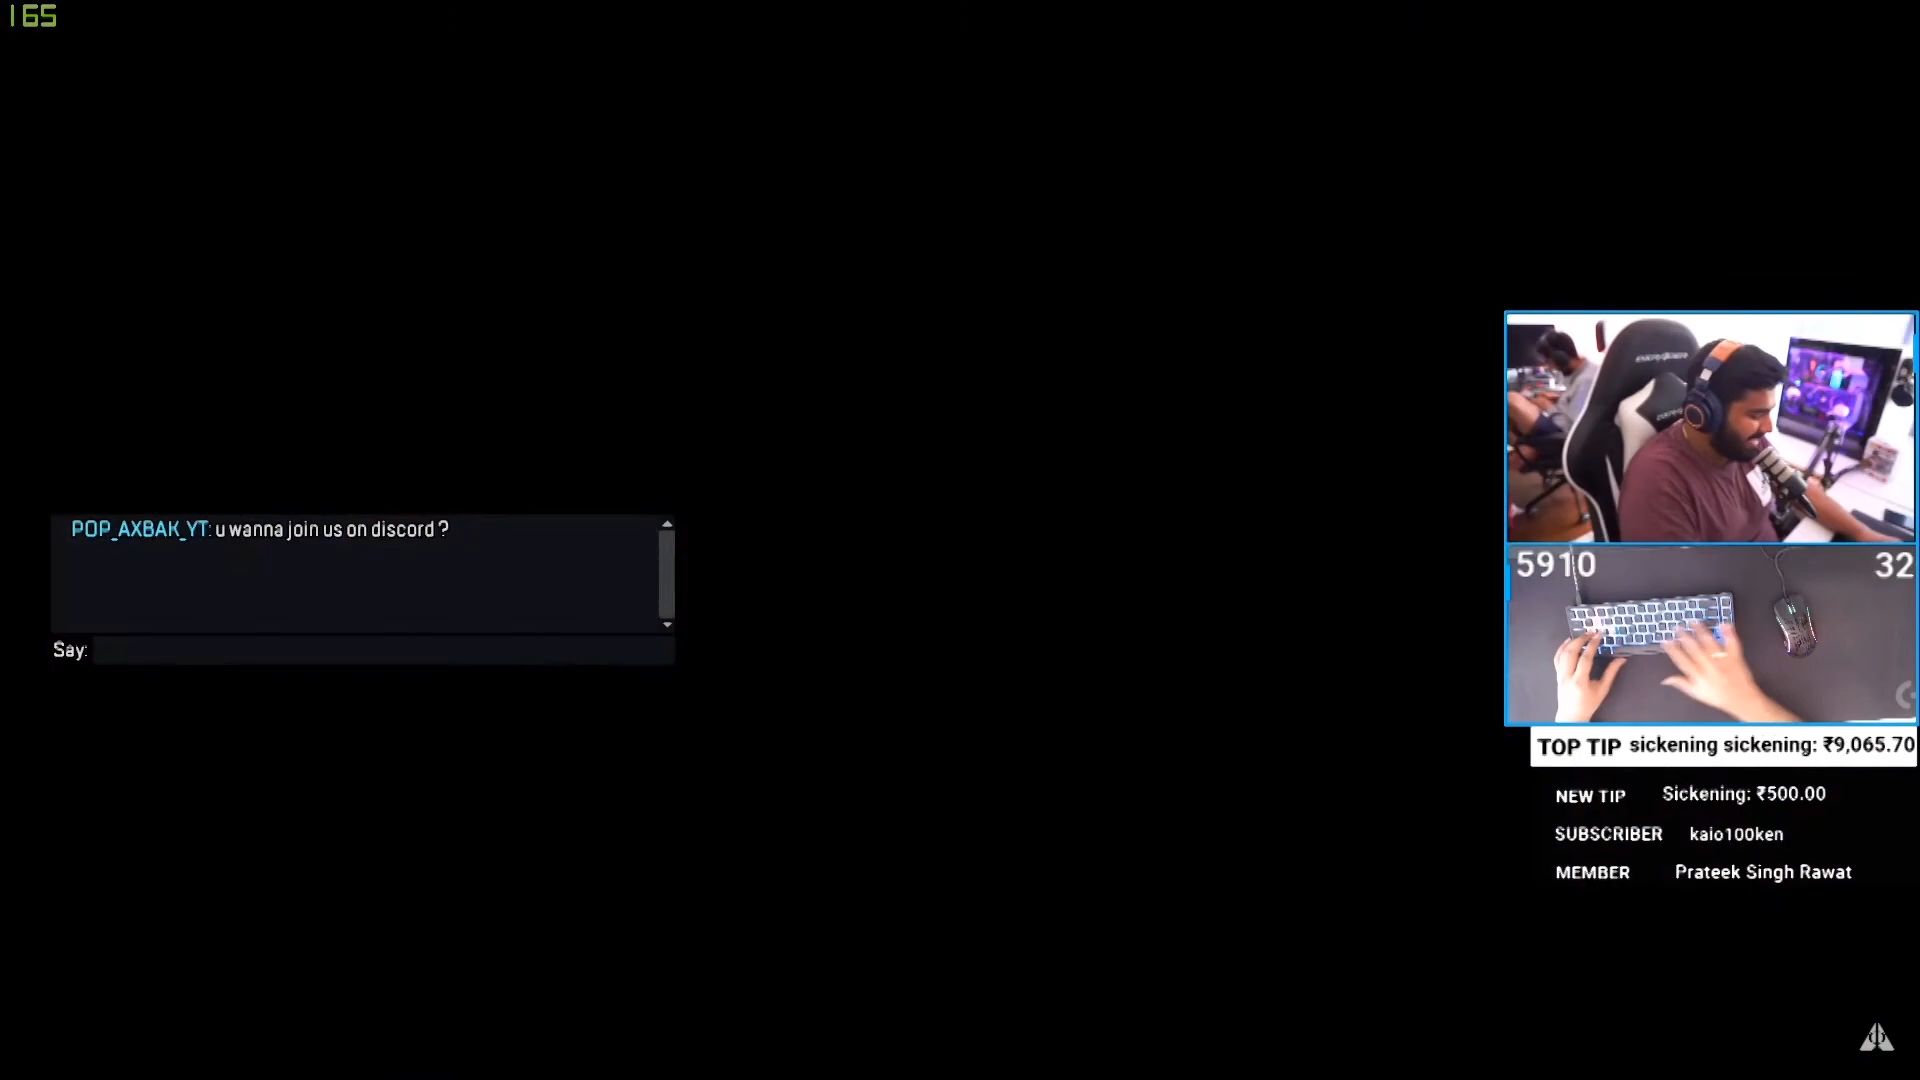 165
POP_AXBAK_YT: u wanna join us on discord ?
Say:
5910
32
TOP TIP sickening sickening: ₹9,065.70
NEW TIP Sickening: ₹500.00
SUBSCRIBER kaio100ken
MEMBER Prateek Singh Rawat